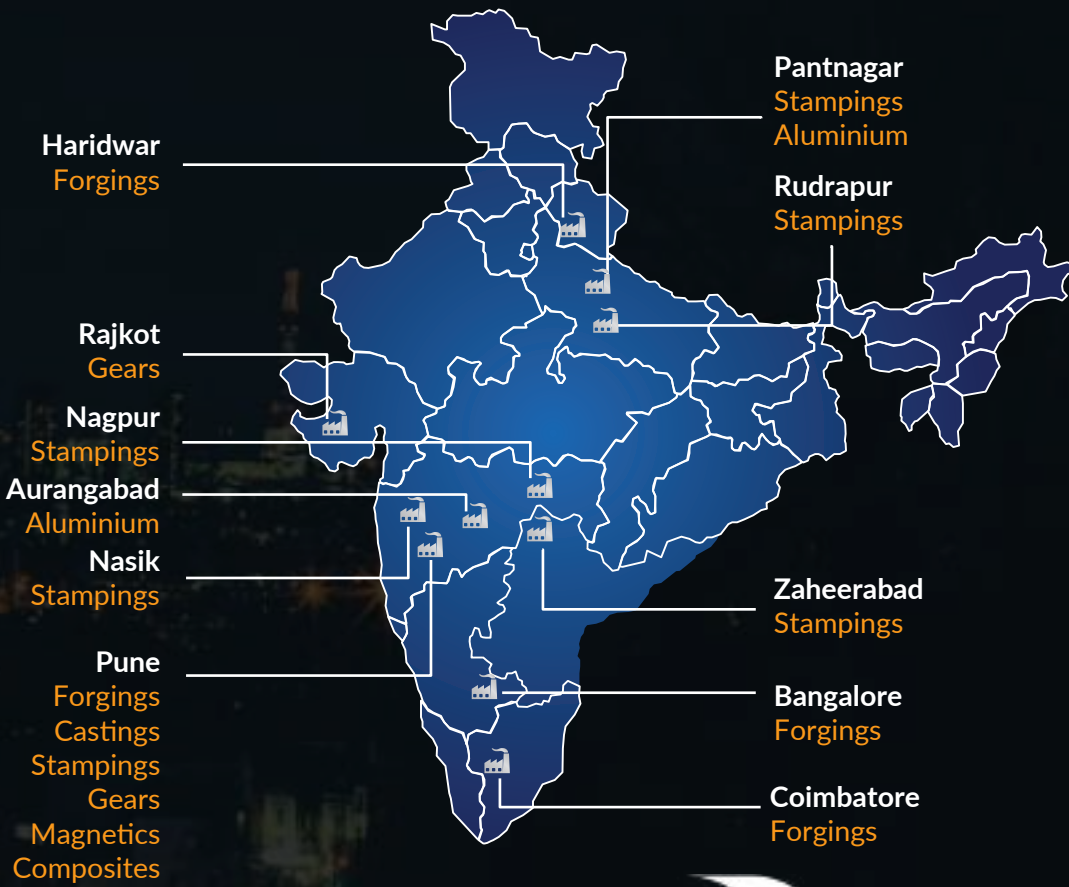 Haridwar
Forgings
Rajkot
Gears
Nagpur
Stampings
Aurangabad
Aluminium
Nasik
Stampings
Pune
Forgings
Castings
Stampings
Gears
Magnetics
Composites
Pantnagar
Stampings
Aluminium
Rudrapur
Stampings
Zaheerabad
Stampings
Bangalore
Forgings
Coimbatore
Forgings